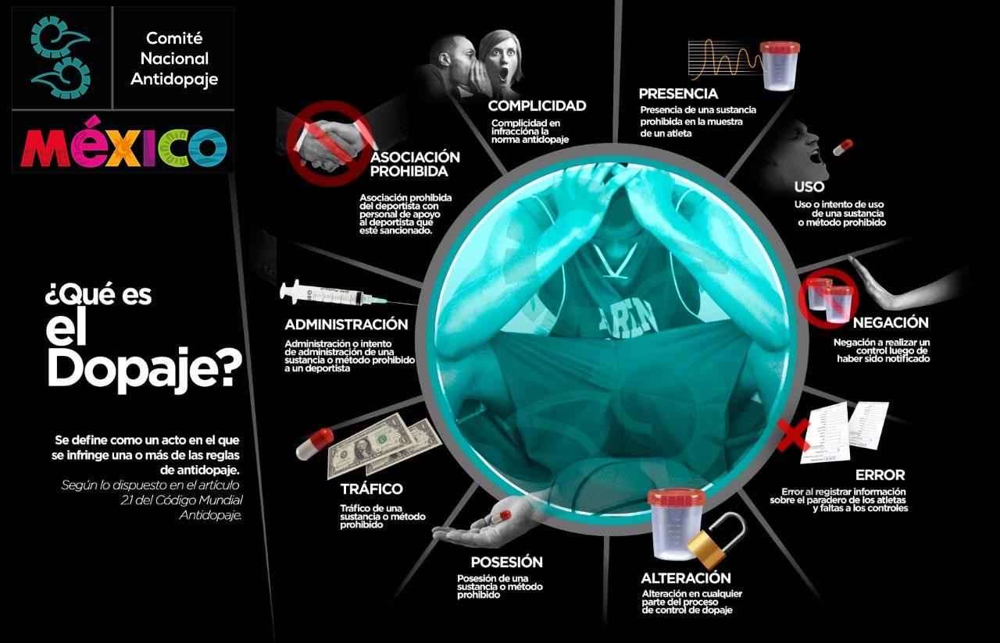 Comité
Nacional
Antidopaje
méxico
¿Qué es
el
Dopaje?
Se define como un acto en el que
se infringe una o más de las reglas
de antidopaje.
Según lo dispuesto en el artículo
2.1 del Código Mundial
Antidopaje.
PRESENCIA
Presencia de una sustancia
prohibida en la muestra
de un atleta
USO
Uso o intento de uso
de una sustancia
o método prohibido
NEGACIÓN
Negación a realizar un
control luego de
haber sido notificado
ERROR
Error al registrar información
sobre el paradero de los atletas
y faltas a los controles
ALTERACIÓN
Alteración en cualquier
parte del proceso
de control de dopaje
POSESIÓN
Posesión de una
sustancia o método
prohibido
TRÁFICO
Tráfico de una
sustancia o método
prohibido
ADMINISTRACIÓN
Administración o intento
de administración de una
sustancia o método prohibido
a un deportista
ASOCIACIÓN
PROHIBIDA
Asociación prohibida
del deportista con
personal de apoyo
al deportista que
esté sancionado.
COMPLICIDAD
Complicidad en
infraccióna la
norma antidopaje